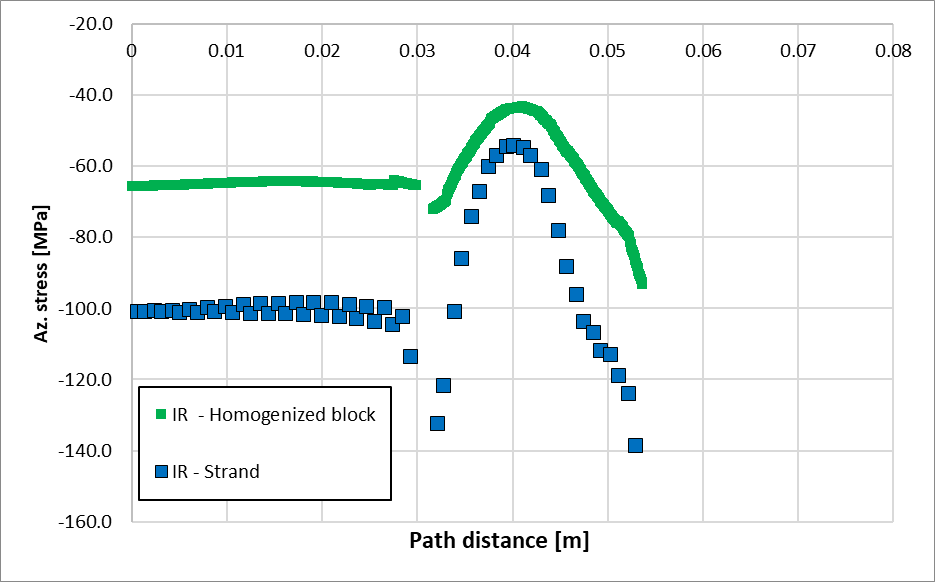 -20.0
0 0.01 0.02 0.03 0.04 0.05 0.06 0.07 0.08
-40.0
-60.0
-80.0
-100.0
-120.0
-140.0
-160.0
Az. stress [MPa]
IR - Homogenized block
IR - Strand
Path distance [m]